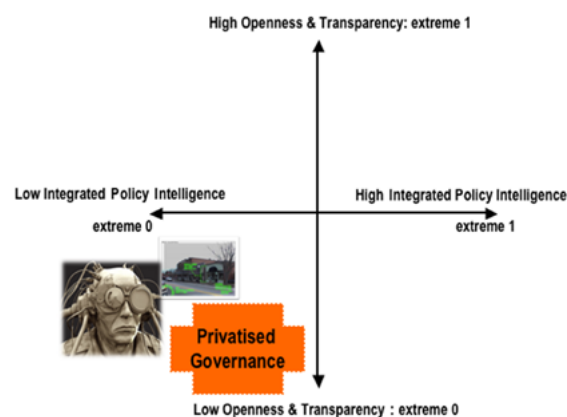 High Openness & Transparency: extreme 1
Low Integrated Policy Intelligence
High Integrated Policy Intelligence
extreme 0
extreme 1
Privatised
Governance
Low Openness & Transparency : extreme 0